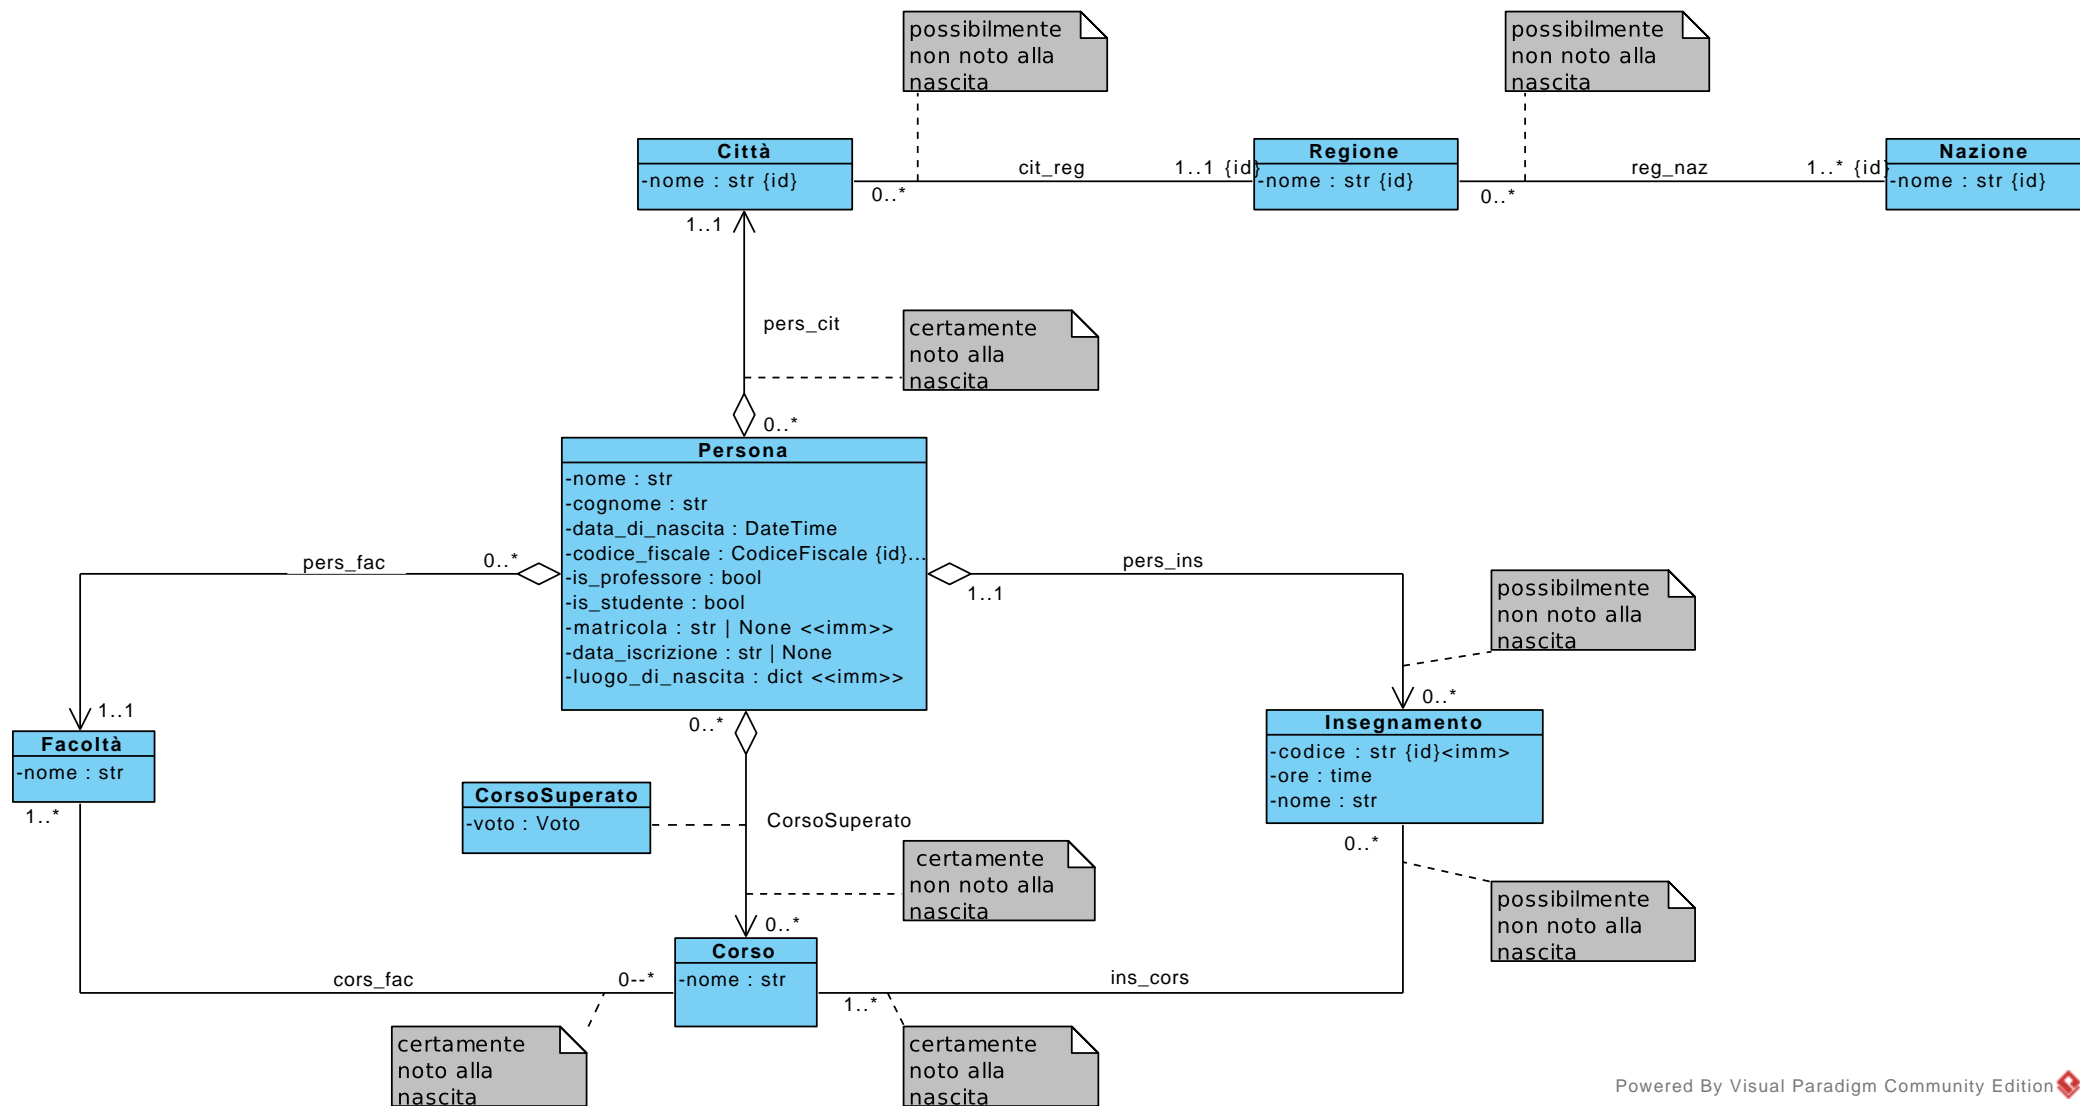 possibilmente
non noto alla
nascita
possibilmente
non noto alla
nascita
Città
-nome : str {id}
cit_reg
1..1 {id}
0..*
Regione
-nome : str {id}
reg_naz
1..* {id}
0..*
Nazione
-nome : str {id}
1..1
pers_cit
certamente
noto alla
nascita
0..*
Persona
-nome : str
-cognome : str
-data_di_nascita : DateTime
-codice_fiscale : CodiceFiscale {id}...
-is_professore : bool
-is_studente : bool
-matricola : str | None <<imm>>
-data_iscrizione : str | None
-luogo_di_nascita : dict <<imm>>
pers_fac
0..*
pers_ins
1..1
possibilmente
non noto alla
nascita
1..1
0..*
0..*
Facoltà
-nome : str
1..*
Insegnamento
-codice : str {id}<imm>
-ore : time
-nome : str
0..*
CorsoSuperato
-voto : Voto
CorsoSuperato
certamente
non noto alla
nascita
possibilmente
non noto alla
nascita
0..*
Corso
-nome : str
cors_fac
0--*
ins_cors
1..*
certamente
noto alla
nascita
certamente
noto alla
nascita
Powered By Visual Paradigm Community Edition